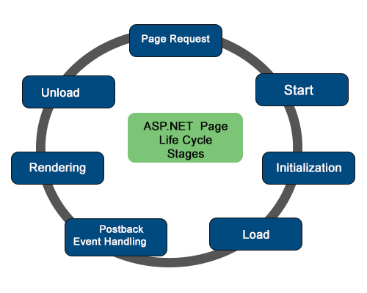 Page Request
Start
Initialization
Load
Postback
Event Handling
Rendering
Unload
ASP.NET Page
Life Cycle
Stages